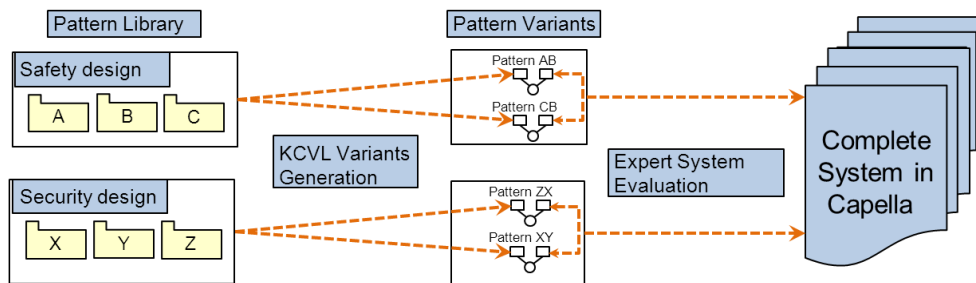 Pattern Library
Pattern Variants
Safety design
A B C
Pattern AB
Pattern CB
KCVL Variants
Generation
Expert System
Evaluation
Complete
System in
Capella
Security design
X Y Z
Pattern ZX
Pattern XY